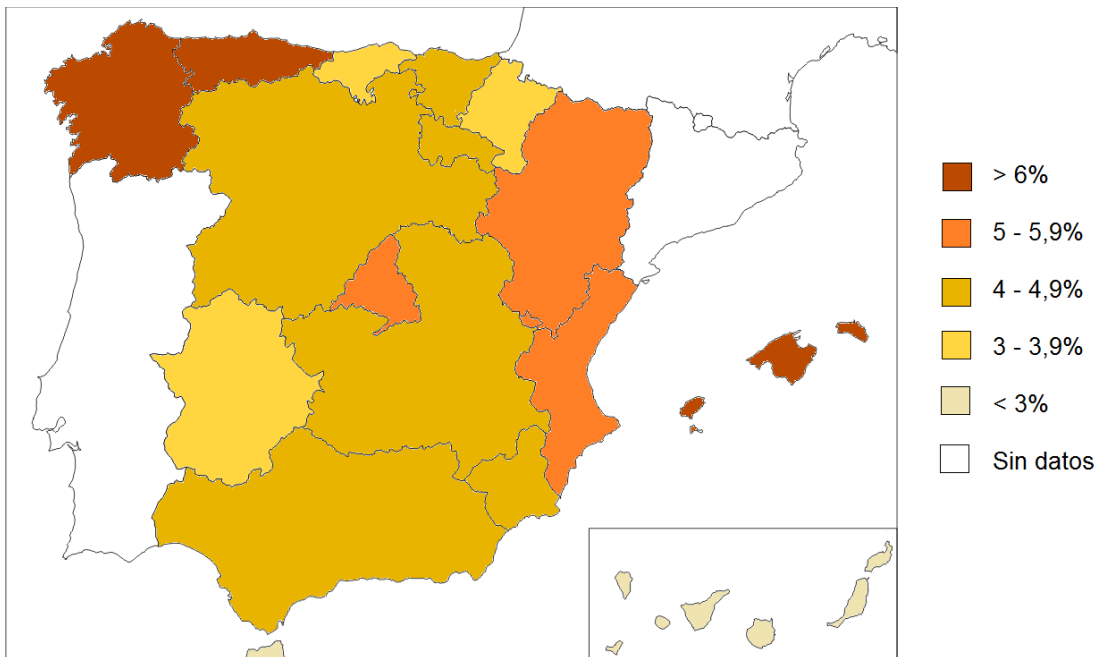 > 6%
5 - 5,9%
4 - 4,9%
3 - 3,9%
< 3%
Sin datos